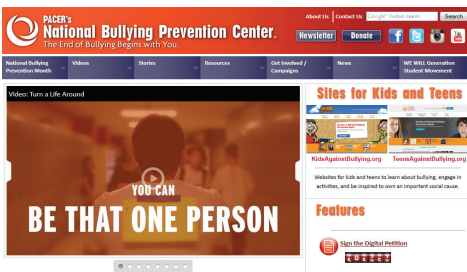 PACER's
National Bullying Prevention Center.
The End of Bullying Begins with You.
About Us | Contact Us
Google™ Custom Search
Search
Newsletter
Donate
National Bullying Prevention Month
Videos
Stories
Resources
Get Involved / Campaigns
News
WE WILL Generation Student Movement
Video: Turn a Life Around
YOU CAN
BE THAT ONE PERSON
Sites for Kids and Teens
KidsAgainstBullying.org
TeensAgainstBullying.org
Websites for kids and teens to learn about bullying, engage in
activities, and be inspired to own an important social cause.
Features
Sign the Digital Petition